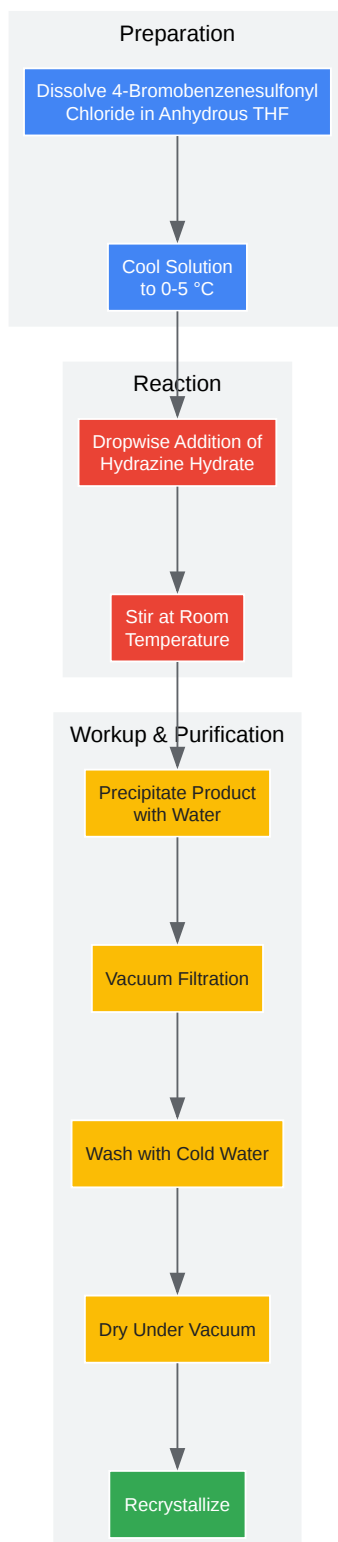 Preparation
Dissolve 4-Bromobenzenesulfonyl
Chloride in Anhydrous THF
Cool Solution
to 0-5 °C
Reaction
Dropwise Addition of
Hydrazine Hydrate
Stir at Room
Temperature
Workup & Purification
Precipitate Product
with Water
Vacuum Filtration
Wash with Cold Water
Dry Under Vacuum
Recrystallize